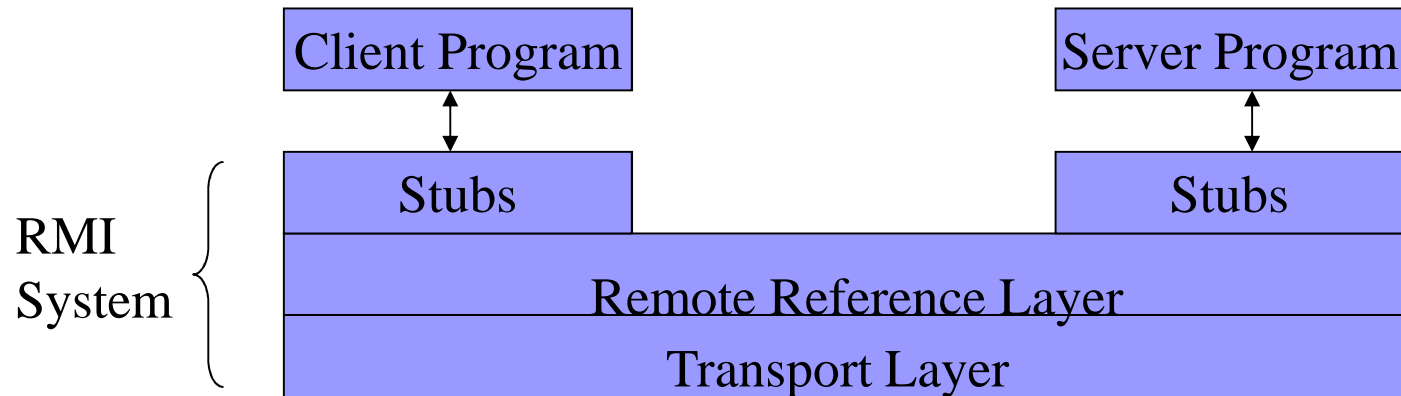 Client Program
Server Program
Stubs
Stubs
RMI
System
Remote Reference Layer
Transport Layer